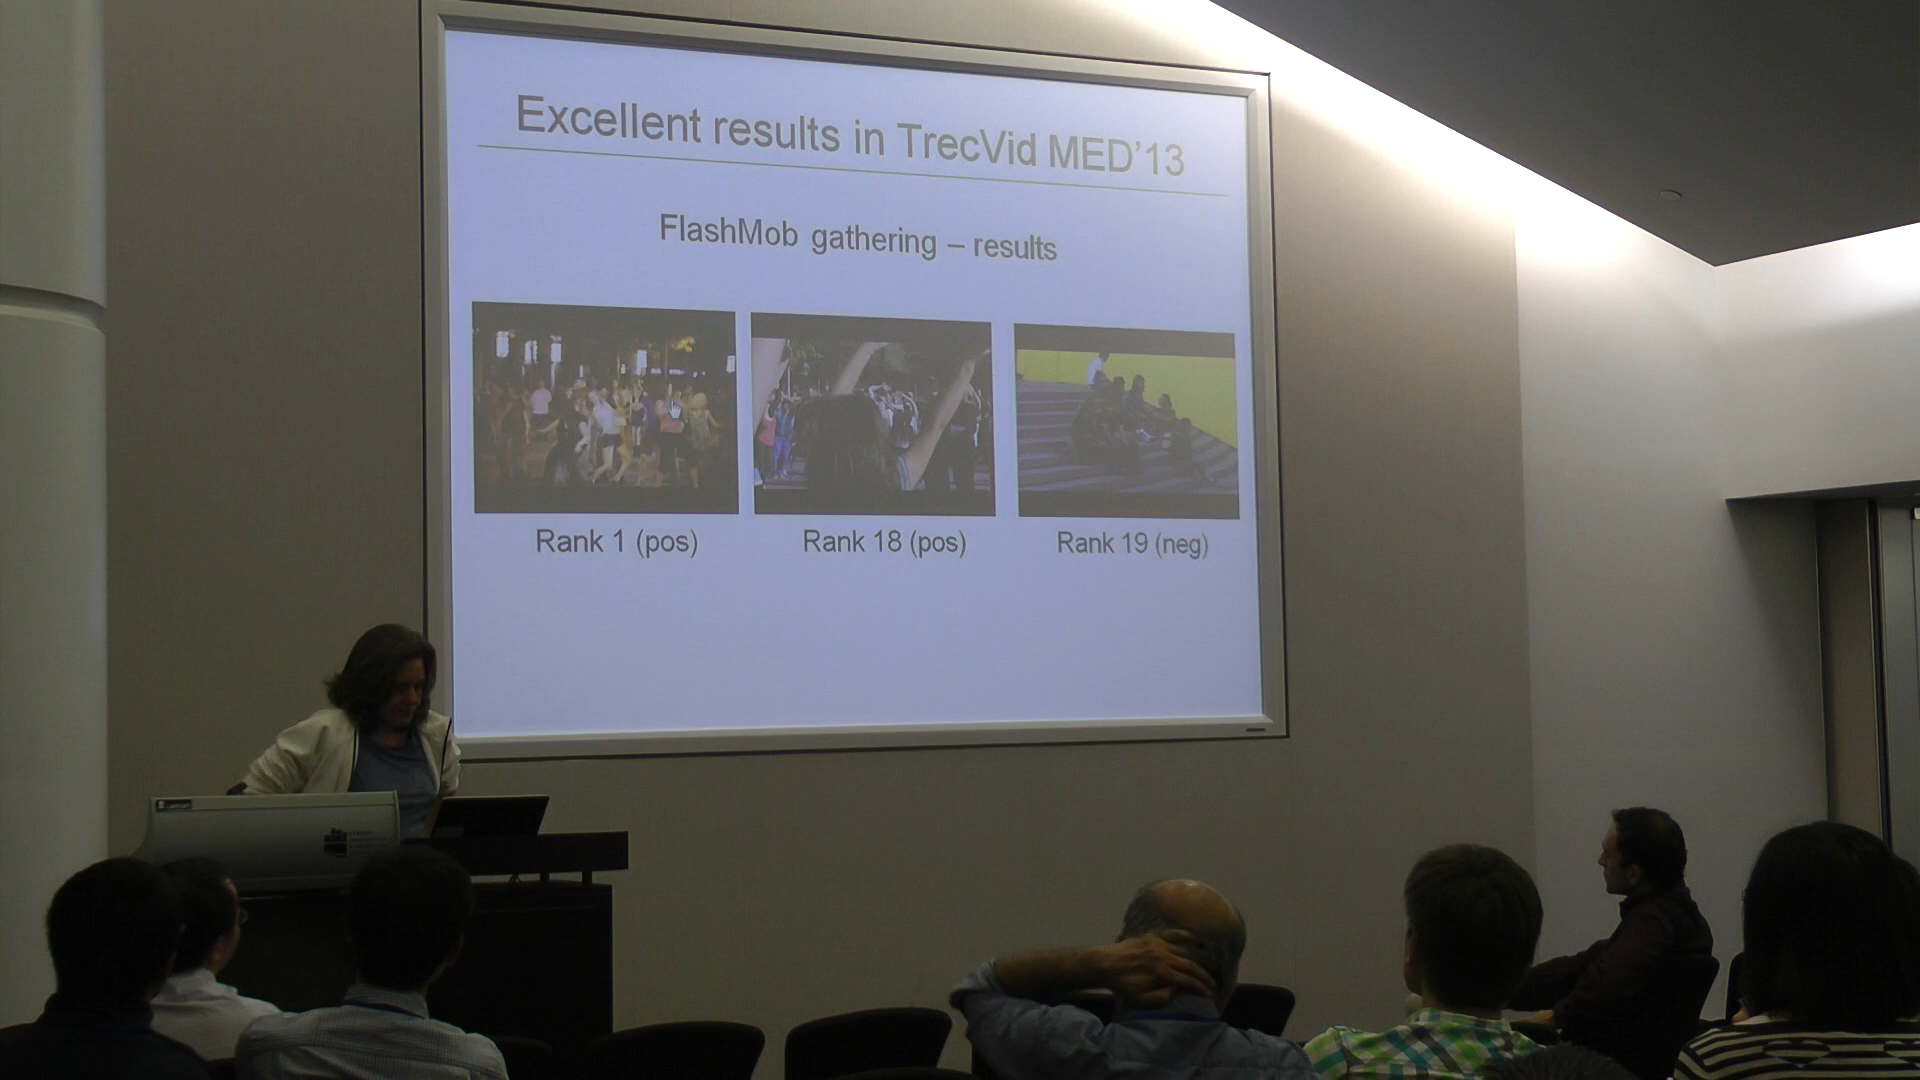 Excellent results in TrecVid MED'13
FlashMob gathering – results
Rank 1 (pos)
Rank 18 (pos)
Rank 19 (neg)